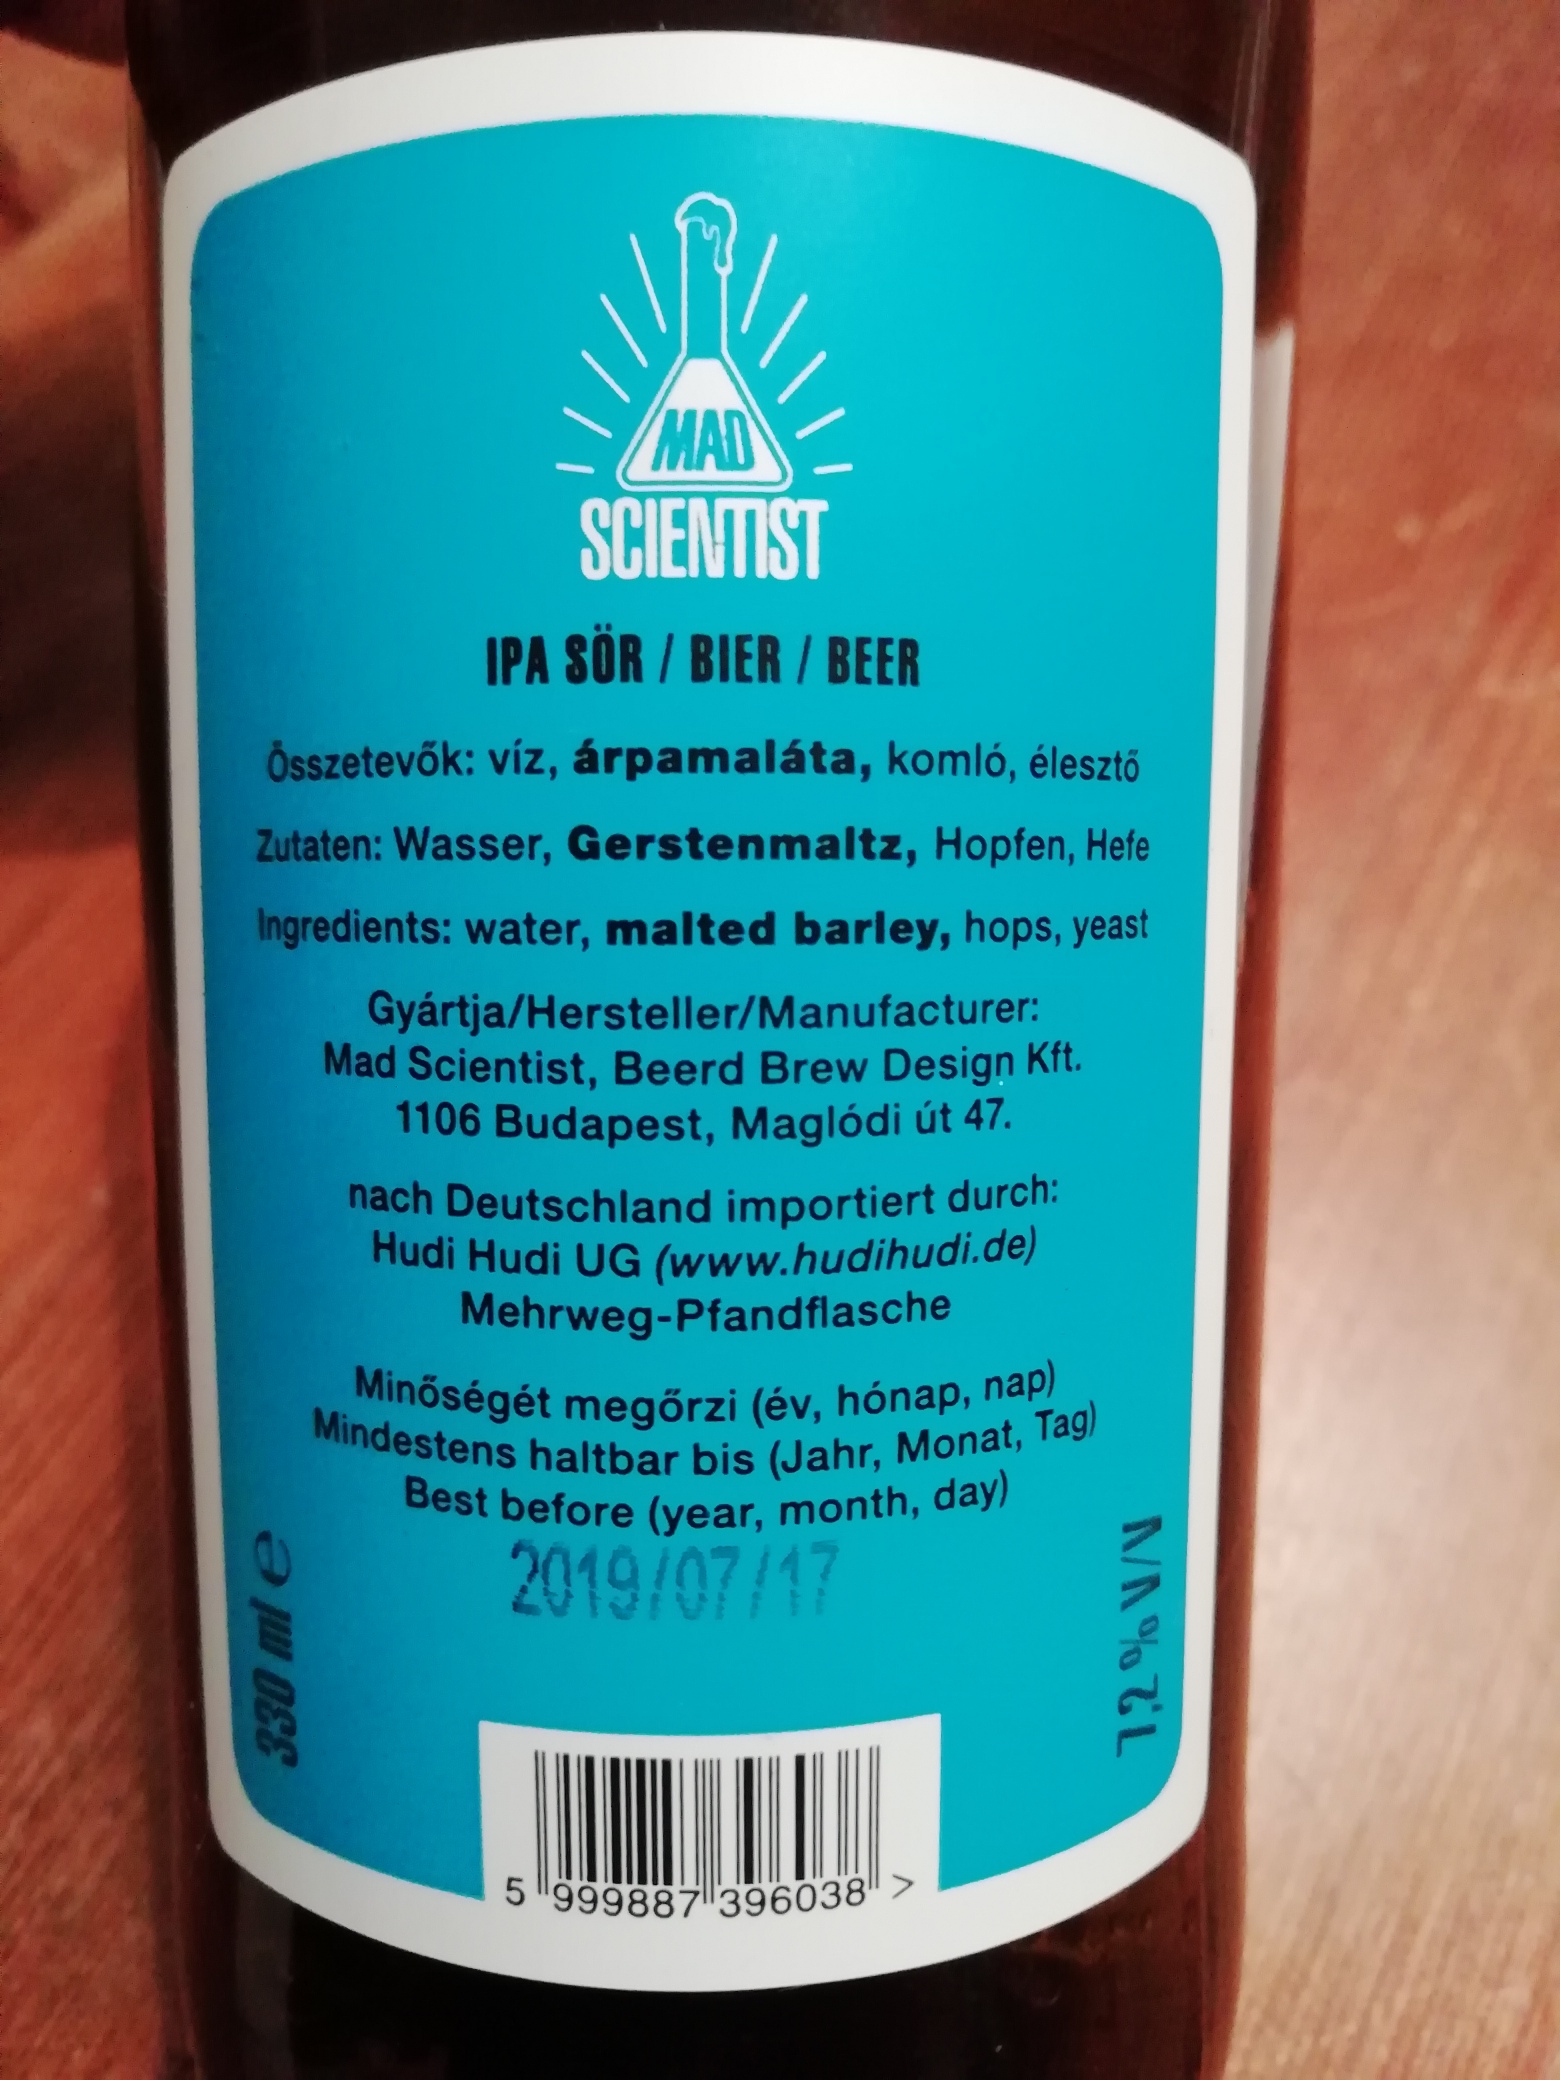 MAD
SCIENTIST
IPA SÖR / BIER / BEER
Összetevők: víz, árpamaláta, komló, élesztő
Zutaten: Wasser, Gerstenmaltz, Hopfen, Hefe
Ingredients: water, malted barley, hops, yeast
Gyártja/Hersteller/Manufacturer:
Mad Scientist, Beerd Brew Design Kft.
1106 Budapest, Maglódi út 47.
nach Deutschland importiert durch:
Hudi Hudi UG (www.hudihudi.de)
Mehrweg-Pfandflasche
Minőségét megőrzi (év, hónap, nap)
Mindestens haltbar bis (Jahr, Monat, Tag)
Best before (year, month, day)
2019/07/17
330 ml e
7,2 % V/V
5 999887 396038 >